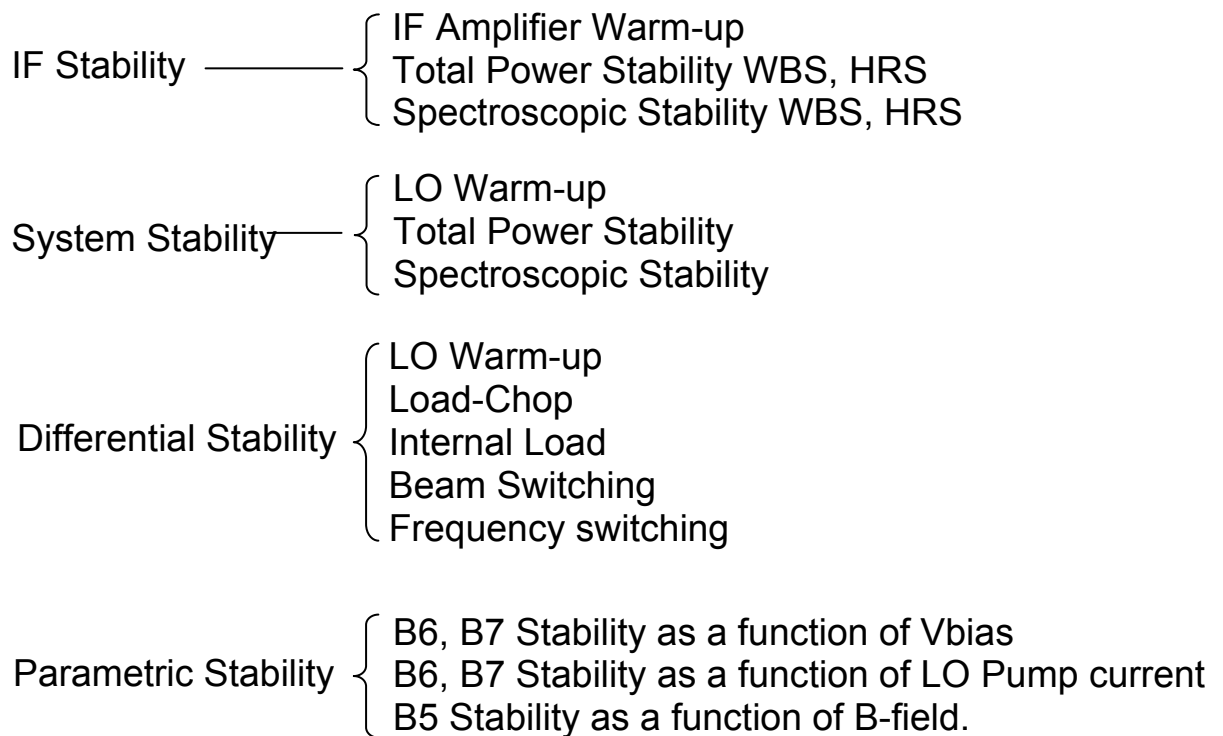 IF Stability
IF Amplifier Warm-up
Total Power Stability WBS, HRS
Spectroscopic Stability WBS, HRS
System Stability
LO Warm-up
Total Power Stability
Spectroscopic Stability
Differential Stability
LO Warm-up
Load-Chop
Internal Load
Beam Switching
Frequency switching
Parametric Stability
B6, B7 Stability as a function of Vbias
B6, B7 Stability as a function of LO Pump current
B5 Stability as a function of B-field.